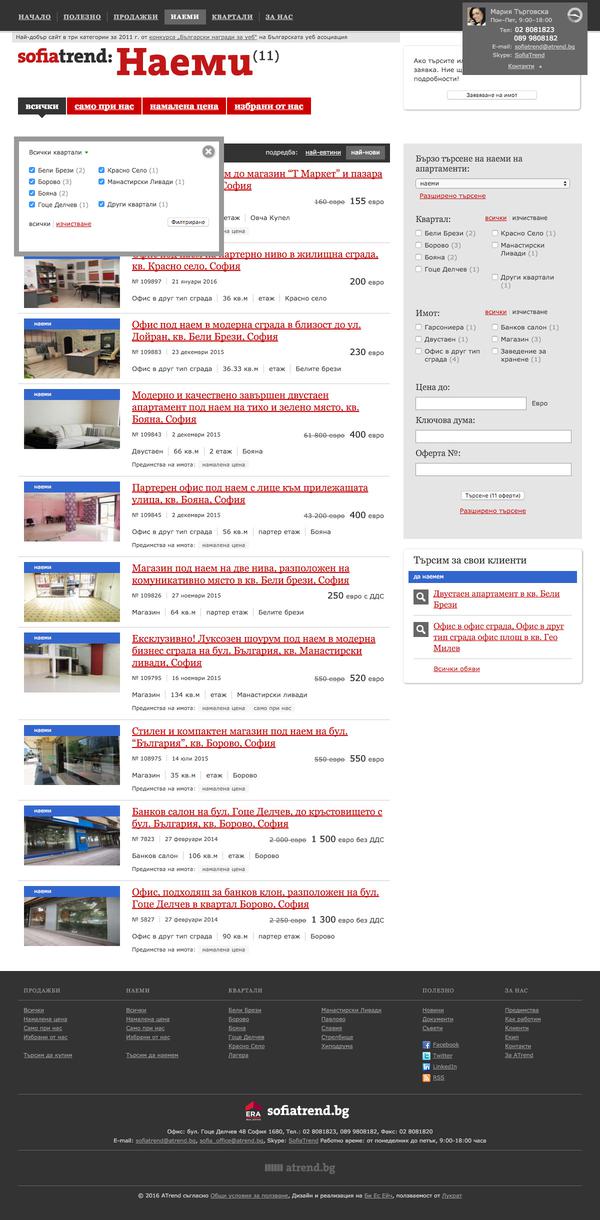 НАЧАЛО | ПОЛЕЗНО | ПРОДАЖБИ | НАЕМИ | КВАРТАЛИ | ЗА НАС
Мария Търговска
Пон-Пет, 9:00-18:00
Тел: 02 8081823
089 9808182
E-mail: sofiatrend@atrend.bg
Skype: SofiaTrend
Контакти
Най-добър сайт в три категории за 2011 г. от конкурса „Български награди за уеб" на Българската уеб асоциация
sofiatrend: Наеми (11)
Ако търсите
заявка. Ние щ
подробности!
Заявяване на имот
всички
само при нас
намалена цена
избрани от нас
Всички квартали
Бели Брези (2)
Красно Село (1)
Борово (3)
Манастирски Ливади (1)
Бояна (2)
Гоце Делчев (1)
Други квартали (1)
всички | изчистване
Филтриране
подредба: най-евтини най-нови
м до магазин “Т Маркет” и пазара
София
160 евро 155 евро
етаж | Овча Купел
намалена цена
Офис под наем на партерно ниво в жилищна сграда,
кв. Красно село, София
№ 109897 | 21 януари 2016
200 евро
Офис в друг тип сграда | 36 кв.м | етаж | Красно село
наеми
Офис под наем в модерна сграда в близост до ул.
Дойран, кв. Бели Брези, София
№ 109883 | 23 декември 2015
230 евро
Офис в друг тип сграда | 36.33 кв.м | етаж | Белите брези
наеми
Модерно и качествено завършен двустаен
апартамент под наем на тихо и зелено място, кв.
Бояна, София
№ 109843 | 2 декември 2015
61 800 евро 400 евро
Двустаен | 66 кв.м | 2 етаж | Бояна
Предимства на имота: намалена цена
наеми
Партерен офис под наем с лице към прилежащата
улица, кв. Бояна, София
№ 109845 | 2 декември 2015
43 200 евро 400 евро
Офис в друг тип сграда | 56 кв.м | партер етаж | Бояна
Предимства на имота: намалена цена
наеми
Магазин под наем на две нива, разположен на
комуникативно място в кв. Бели брези, София
№ 109826 | 27 ноември 2015
250 евро с ДДС
Магазин | 64 кв.м | партер етаж | Белите брези
наеми
Ексклузивно! Луксозен шоурум под наем в модерна
бизнес сграда на бул. България, кв. Манастирски
ливади, София
№ 109795 | 16 ноември 2015
550 евро 520 евро
Магазин | 134 кв.м | етаж | Манастирски ливади
Предимства на имота: намалена цена само при нас
наеми
Стилен и компактен магазин под наем на бул.
“България”, кв. Борово, София
№ 108975 | 14 юли 2015
550 евро 550 евро
Магазин | 35 кв.м | етаж | Борово
Предимства на имота: намалена цена
наеми
Банков салон на бул. Гоце Делчев, до кръстовището с
бул. България, кв. Борово, София
№ 7823 | 27 февруари 2014
2 000 евро 1 500 евро без ДДС
Банков салон | 106 кв.м | етаж | Борово
Предимства на имота: намалена цена
наеми
Офис, подходящ за банков клон, разположен на бул.
Гоце Делчев в квартал Борово, София
№ 5827 | 27 февруари 2014
2 250 евро 1 300 евро без ДДС
Офис в друг тип сграда | 90 кв.м | партер етаж | Борово
Предимства на имота: намалена цена
Бързо търсене на наеми на
апартаменти:
наеми
Разширено търсене
Квартал: всички изчистване
Бели Брези (2)
Красно Село (1)
Борово (3)
Манастирски
Ливади (1)
Бояна (2)
Гоце Делчев (1)
Други квартали
(1)
Имот: всички изчистване
Гарсониера (1)
Банков салон (1)
Двустаен (1)
Магазин (3)
Офис в друг тип
сграда (4)
Заведение за
хранене (1)
Цена до:
Евро
Ключова дума:
Оферта №:
Търсене (11 оферти)
Разширено търсене
Търсим за свои клиенти
да наемем
Двустаен апартамент в кв. Бели
Брези
Офис в офис сграда, Офис в друг
тип сграда офис площ в кв. Гео
Милев
Всички обяви
ПРОДАЖБИ
Всички
Намалена цена
Само при нас
Избрани от нас
Търсим да купим
НАЕМИ
Всички
Намалена цена
Само при нас
Избрани от нас
Търсим да наемем
КВАРТАЛИ
Бели Брези
Борово
Бояна
Гоце Делчев
Красно Село
Лагера
Манастирски Ливади
Павлово
Славия
Стрелбище
Хиподрума
ПОЛЕЗНО
Новини
Документи
Съвети
Facebook
Twitter
LinkedIn
RSS
ЗА НАС
Предимства
Как работим
Клиенти
Екип
Контакти
За ATrend
ERA sofiatrend.bg
Офис: бул. Гоце Делчев 48 София 1680, Тел.: 02 8081823, 089 9808182, Факс: 02 8081820
E-mail: sofiatrend@atrend.bg, sofia_office@atrend.bg, Skype: SofiaTrend Работно време: от понеделник до петък, 9:00-18:00 часа
atrend.bg
© 2016 ATrend съгласно Общи условия за ползване, Дизайн и реализация на Би Ес Ейч, ползваемост от Лукрат